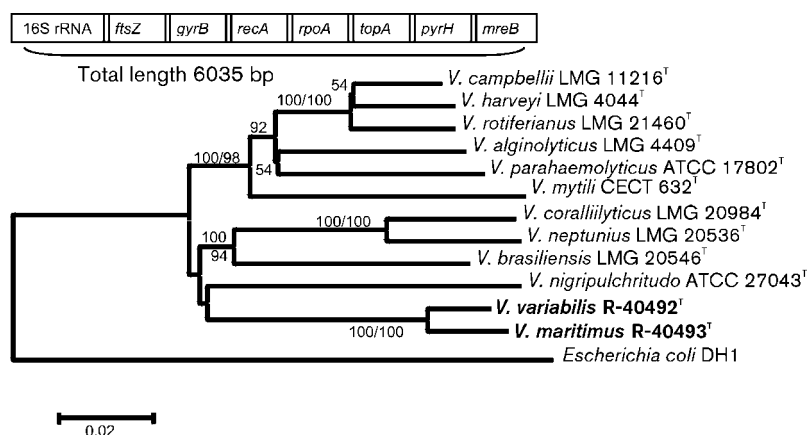 16S rRNA ftsZ gyrB recA rpoA topA pyrH mreB
Total length 6035 bp
54 V. campbellii LMG 11216ᵀ
100/100 V. harveyi LMG 4044ᵀ
V. rotiferianus LMG 21460ᵀ
92 V. alginolyticus LMG 4409ᵀ
100/98 54 V. parahaemolyticus ATCC 17802ᵀ
V. mytili CECT 632ᵀ
100/100 V. coralliilyticus LMG 20984ᵀ
100 V. neptunius LMG 20536ᵀ
94 V. brasiliensis LMG 20546ᵀ
V. nigripulchritudo ATCC 27043ᵀ
V. variabilis R-40492ᵀ
100/100 V. maritimus R-40493ᵀ
Escherichia coli DH1
0.02